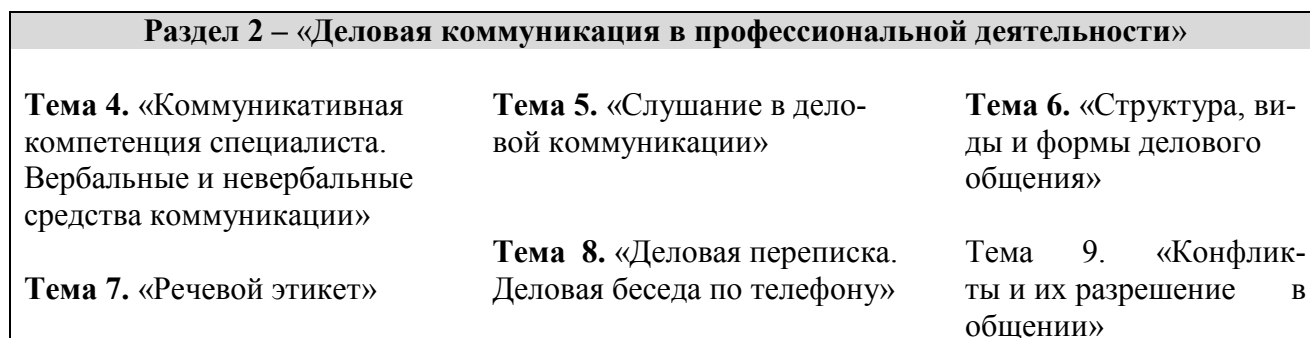 Раздел 2 – «Деловая коммуникация в профессиональной деятельности»
Тема 4. «Коммуникативная
компетенция специалиста.
Вербальные и невербальные
средства коммуникации»
Тема 5. «Слушание в дело-
вой коммуникации»
Тема 6. «Структура, ви-
ды и формы делового
общения»
Тема 7. «Речевой этикет»
Тема 8. «Деловая переписка.
Деловая беседа по телефону»
Тема 9. «Конфлик-
ты и их разрешение в
общении»